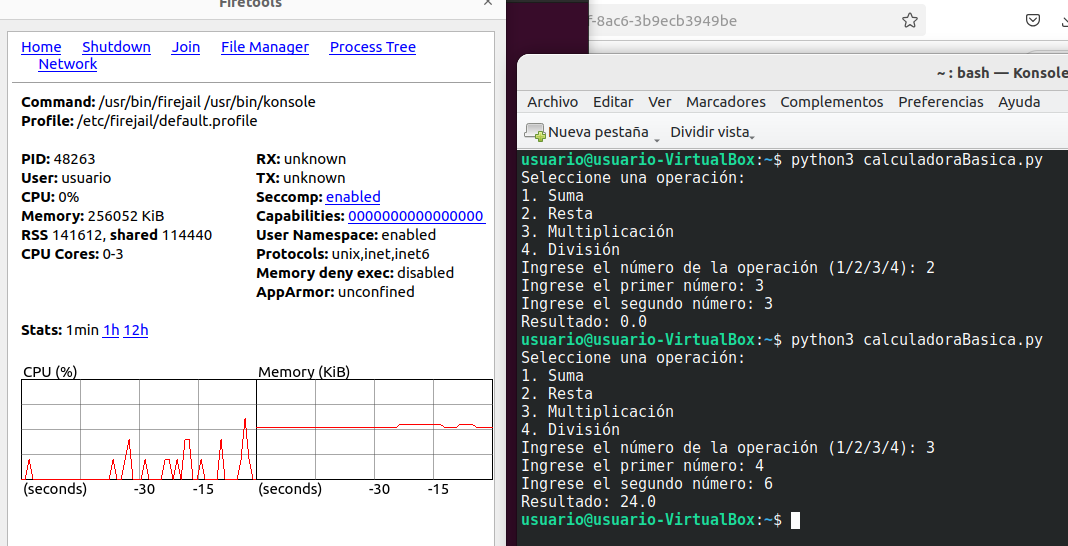 Firetools
Home Shutdown Join File Manager Process Tree
Network
Command: /usr/bin/firejail /usr/bin/konsole
Profile: /etc/firejail/default.profile
PID: 48263
User: usuario
CPU: 0%
Memory: 256052 KiB
RSS 141612, shared 114440
CPU Cores: 0-3
RX: unknown
TX: unknown
Seccomp: enabled
Capabilities: 0000000000000000
User Namespace: enabled
Protocols: unix,inet,inet6
Memory deny exec: disabled
AppArmor: unconfined
Stats: 1min 1h 12h
CPU (%)
(seconds) -30 -15
Memory (KiB)
(seconds) -30 -15
f-8ac6-3b9ecb3949be
~ : bash — Konsole
Archivo Editar Ver Marcadores Complementos Preferencias Ayuda
Nueva pestaña Dividir vista
usuario@usuario-VirtualBox:~$ python3 calculadoraBasica.py
Seleccione una operación:
1. Suma
2. Resta
3. Multiplicación
4. División
Ingrese el número de la operación (1/2/3/4): 2
Ingrese el primer número: 3
Ingrese el segundo número: 3
Resultado: 0.0
usuario@usuario-VirtualBox:~$ python3 calculadoraBasica.py
Seleccione una operación:
1. Suma
2. Resta
3. Multiplicación
4. División
Ingrese el número de la operación (1/2/3/4): 3
Ingrese el primer número: 4
Ingrese el segundo número: 6
Resultado: 24.0
usuario@usuario-VirtualBox:~$